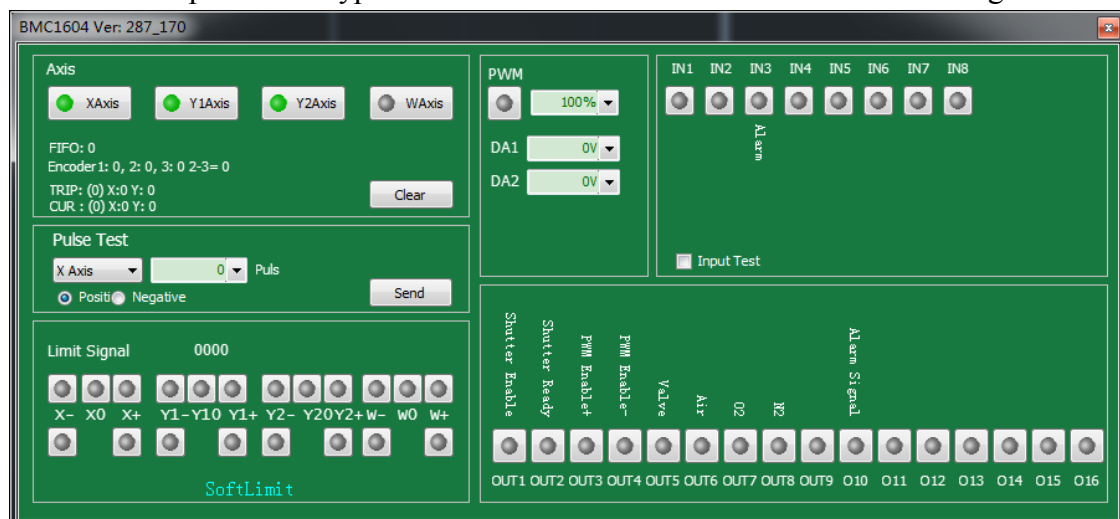 BMC1604 Ver: 287_170
Axis
XAxis Y1Axis Y2Axis WAxis
FIFO: 0
Encoder1: 0, 2: 0, 3: 0 2-3= 0
TRIP: (0) X:0 Y: 0
CUR : (0) X:0 Y: 0
Clear
Pulse Test
X Axis 0 Puls
Positi Negative
Send
Limit Signal 0000
X- X0 X+ Y1- Y10 Y1+ Y2- Y20 Y2+ W- W0 W+
SoftLimit
PWM
100%
DA1 0V
DA2 0V
IN1 IN2 IN3 IN4 IN5 IN6 IN7 IN8
Alarm
Input Test
Shutter Enable
Shutter Ready
PWM Enable+
PWM Enable-
Valve
Air
O2
N2
Alarm Signal
OUT1 OUT2 OUT3 OUT4 OUT5 OUT6 OUT7 OUT8 OUT9 O10 O11 O12 O13 O14 O15 O16